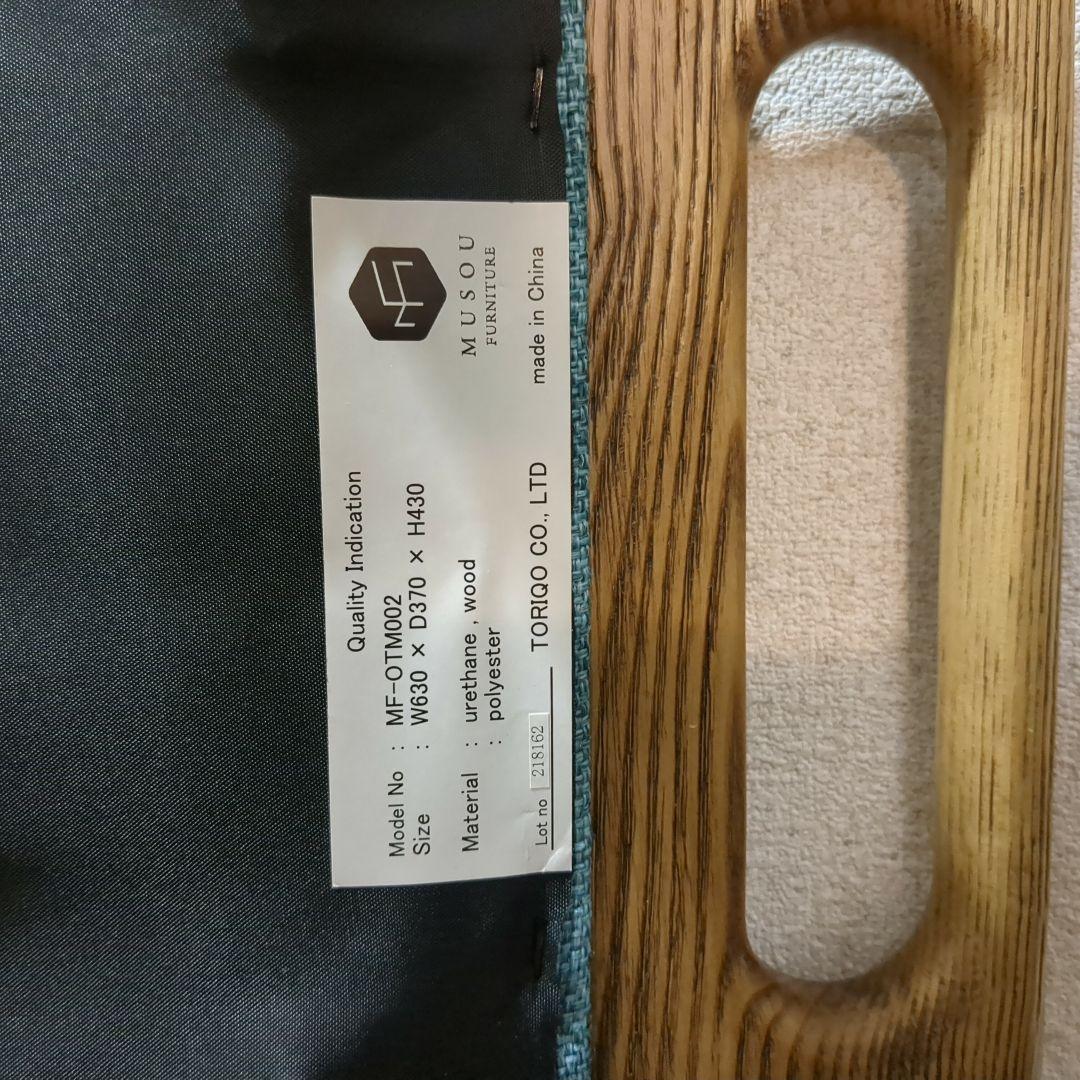 Quality Indication
MUSOU
FURNITURE
Model No : MF-OTM002
Size : W630 × D370 × H430
Material : urethane , wood
: polyester
Lot no 218162 TORIQO CO., LTD made in China